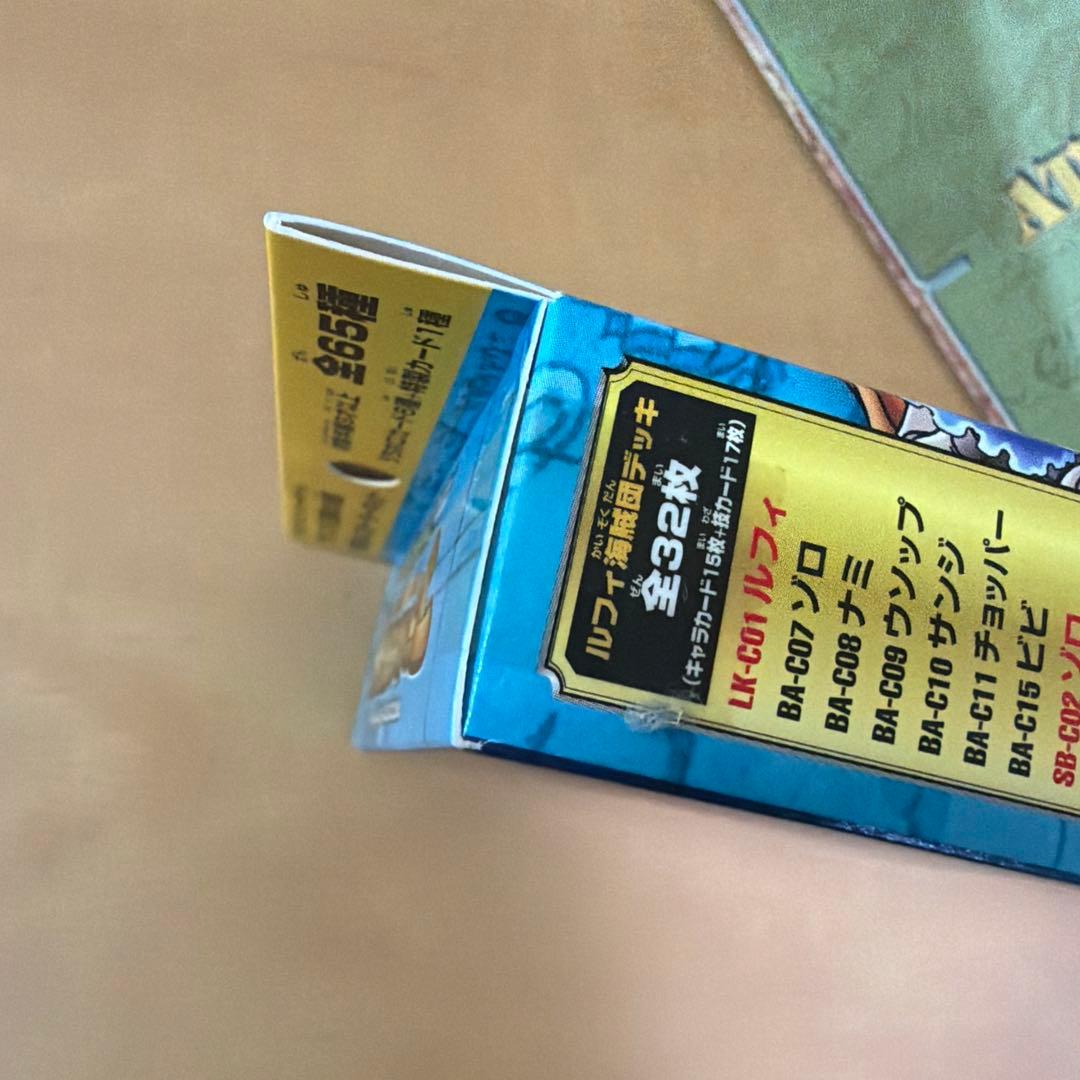 全65種
ルフィ海賊団デッキ
全32枚
(キャラカード15枚+技カード17枚)
LK-C01 ルフィ
BA-C07 ゾロ
BA-C08 ナミ
BA-C09 ウソップ
BA-C10 サンジ
BA-C11 チョッパー
BA-C15 ビビ
SB-C02 ゾロ